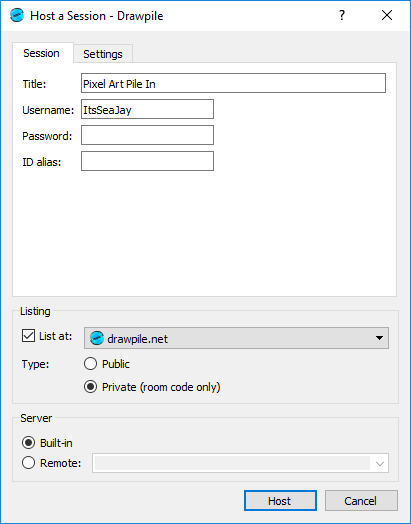 Host a Session - Drawpile
Session Settings
Title: Pixel Art Pile In
Username: ItsSeaJay
Password:
ID alias:
Listing
List at: drawpile.net
Type: Public
Private (room code only)
Server
Built-in
Remote:
Host Cancel